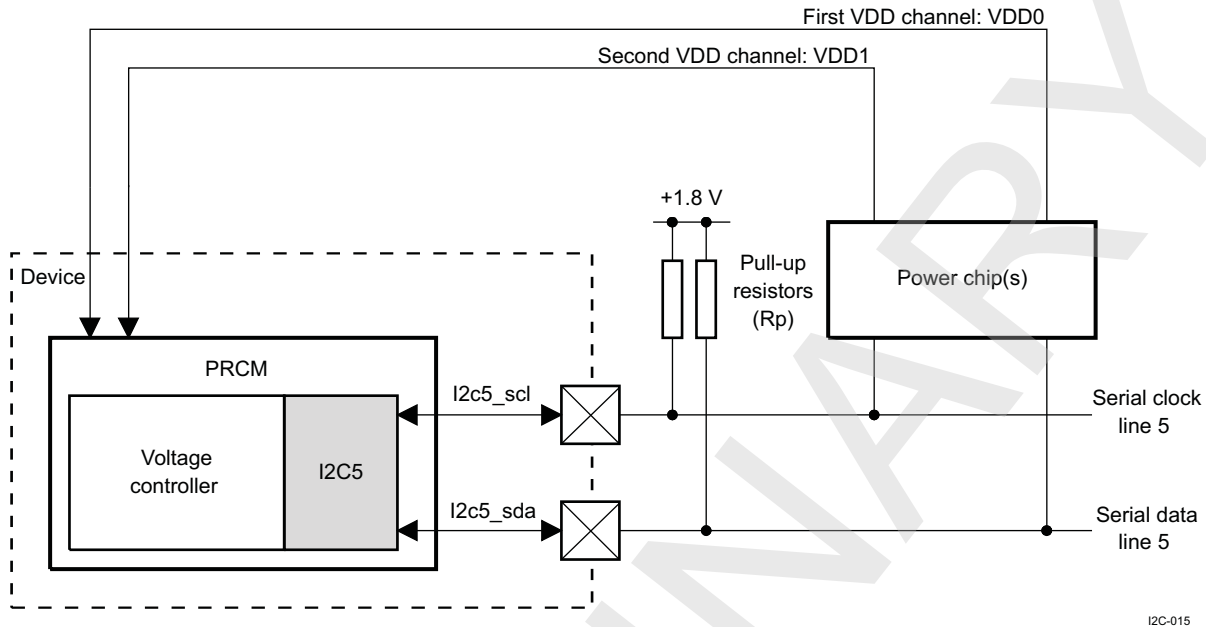 First VDD channel: VDD0
Second VDD channel: VDD1
+1.8 V
Device
Pull-up
resistors
(Rp)
Power chip(s)
PRCM
I2c5_scl
Serial clock
line 5
Voltage
controller
I2C5
I2c5_sda
Serial data
line 5
I2C-015
INARY